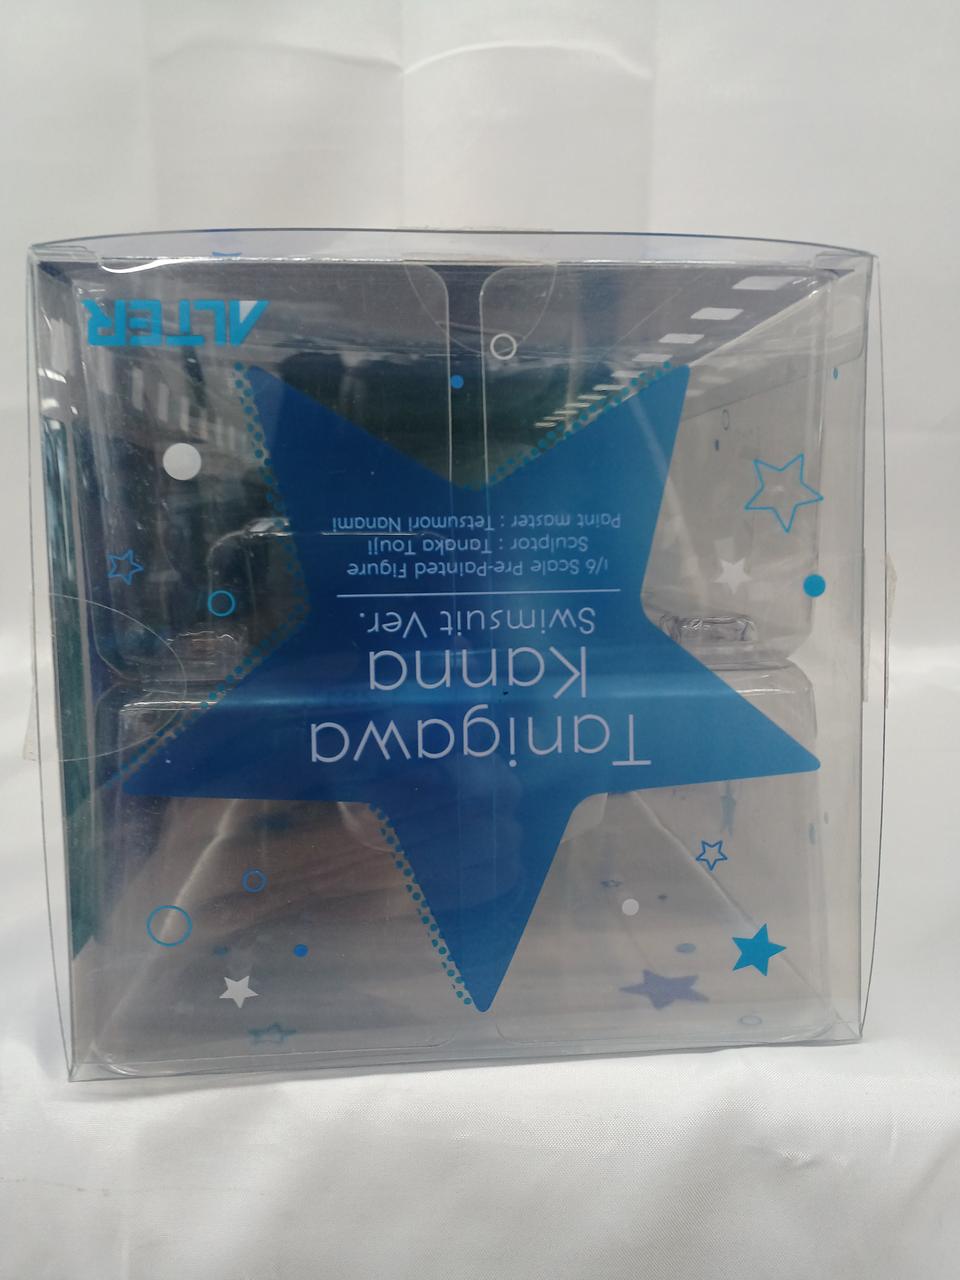 Tanigawa
Kanna
Swimsuit Ver.
1/6 Scale Pre-Painted Figure
Sculptor : Tanaka Touji
Paint master : Tetsumori Nanami
ALTER